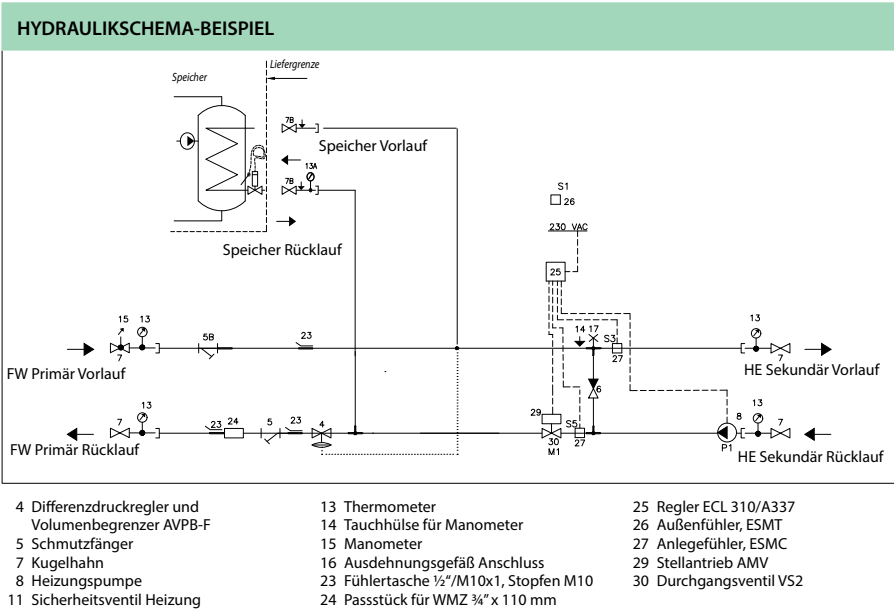 HYDRAULIKSCHEMA-BEISPIEL
Speicher
Liefergrenze
7B
Speicher Vorlauf
13A
7B
Speicher Rücklauf
S1
26
230 VAC
25
15 13
7
5B
23
14 17
S3
27
13
7
FW Primär Vorlauf
HE Sekundär Vorlauf
6
13
7
23 24
5 23
4
29
30
M1
S5
27
P1
8
13
7
FW Primär Rücklauf
HE Sekundär Rücklauf
4 Differenzdruckregler und
Volumenbegrenzer AVPB-F
5 Schmutzfänger
7 Kugelhahn
8 Heizungspumpe
11 Sicherheitsventil Heizung
13 Thermometer
14 Tauchhülse für Manometer
15 Manometer
16 Ausdehnungsgefäß Anschluss
23 Fühlertasche ½“/M10x1, Stopfen M10
24 Passstück für WMZ ¾” x 110 mm
25 Regler ECL 310/A337
26 Außenfühler, ESMT
27 Anlegefühler, ESMC
29 Stellantrieb AMV
30 Durchgangsventil VS2